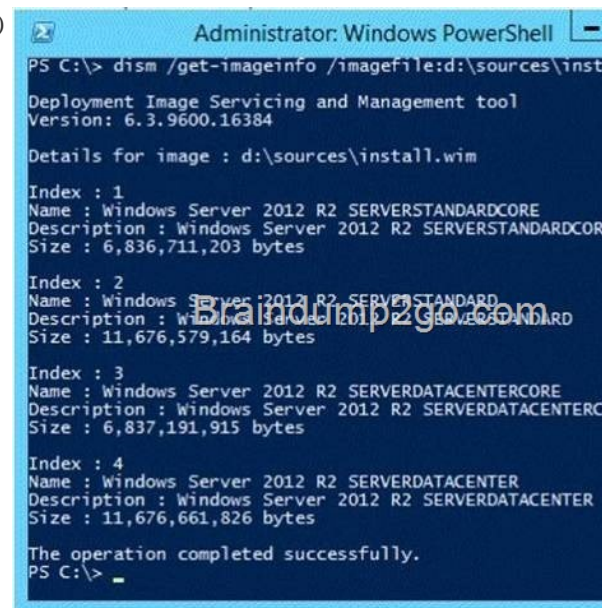 )
Administrator: Windows PowerShell
PS C:\> dism /get-imageinfo /imagefile:d:\sources\inst
Deployment Image Servicing and Management tool
Version: 6.3.9600.16384
Details for image : d:\sources\install.wim
Index : 1
Name : Windows Server 2012 R2 SERVERSTANDARDCORE
Description : Windows Server 2012 R2 SERVERSTANDARDCOR
Size : 6,836,711,203 bytes
Index : 2
Name : Windows Server 2012 R2 SERVERSTANDARD
Braindump2go.com
Description : Windows Server 2012 R2 SERVERSTANDARD
Size : 11,676,579,164 bytes
Index : 3
Name : Windows Server 2012 R2 SERVERDATACENTERCORE
Description : Windows Server 2012 R2 SERVERDATACENTERC
Size : 6,837,191,915 bytes
Index : 4
Name : Windows Server 2012 R2 SERVERDATACENTER
Description : Windows Server 2012 R2 SERVERDATACENTER
Size : 11,676,661,826 bytes
The operation completed successfully.
PS C:\> _